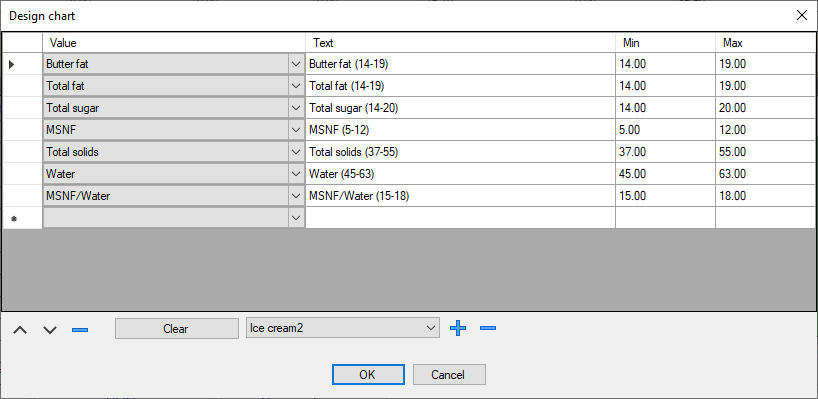 Design chart
Value Text Min Max
Butter fat Butter fat (14-19) 14.00 19.00
Total fat Total fat (14-19) 14.00 19.00
Total sugar Total sugar (14-20) 14.00 20.00
MSNF MSNF (5-12) 5.00 12.00
Total solids Total solids (37-55) 37.00 55.00
Water Water (45-63) 45.00 63.00
MSNF/Water MSNF/Water (15-18) 15.00 18.00
Clear Ice cream2
OK Cancel